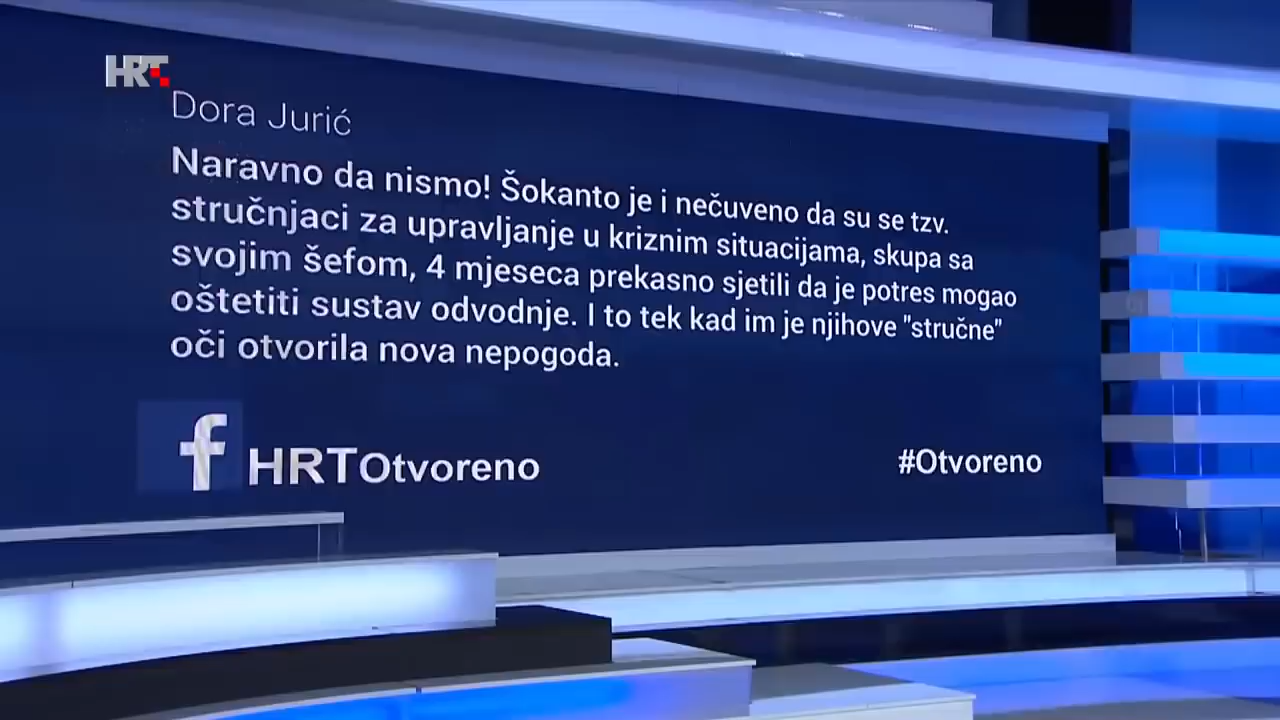 HRT
Dora Jurić
Naravno da nismo! Šokanto je i nečuveno da su se tzv.
stručnjaci za upravljanje u kriznim situacijama, skupa sa
svojim šefom, 4 mjeseca prekasno sjetili da je potres mogao
oštetiti sustav odvodnje. I to tek kad im je njihove "stručne"
oči otvorila nova nepogoda.
f HRTOtvoreno
#Otvoreno